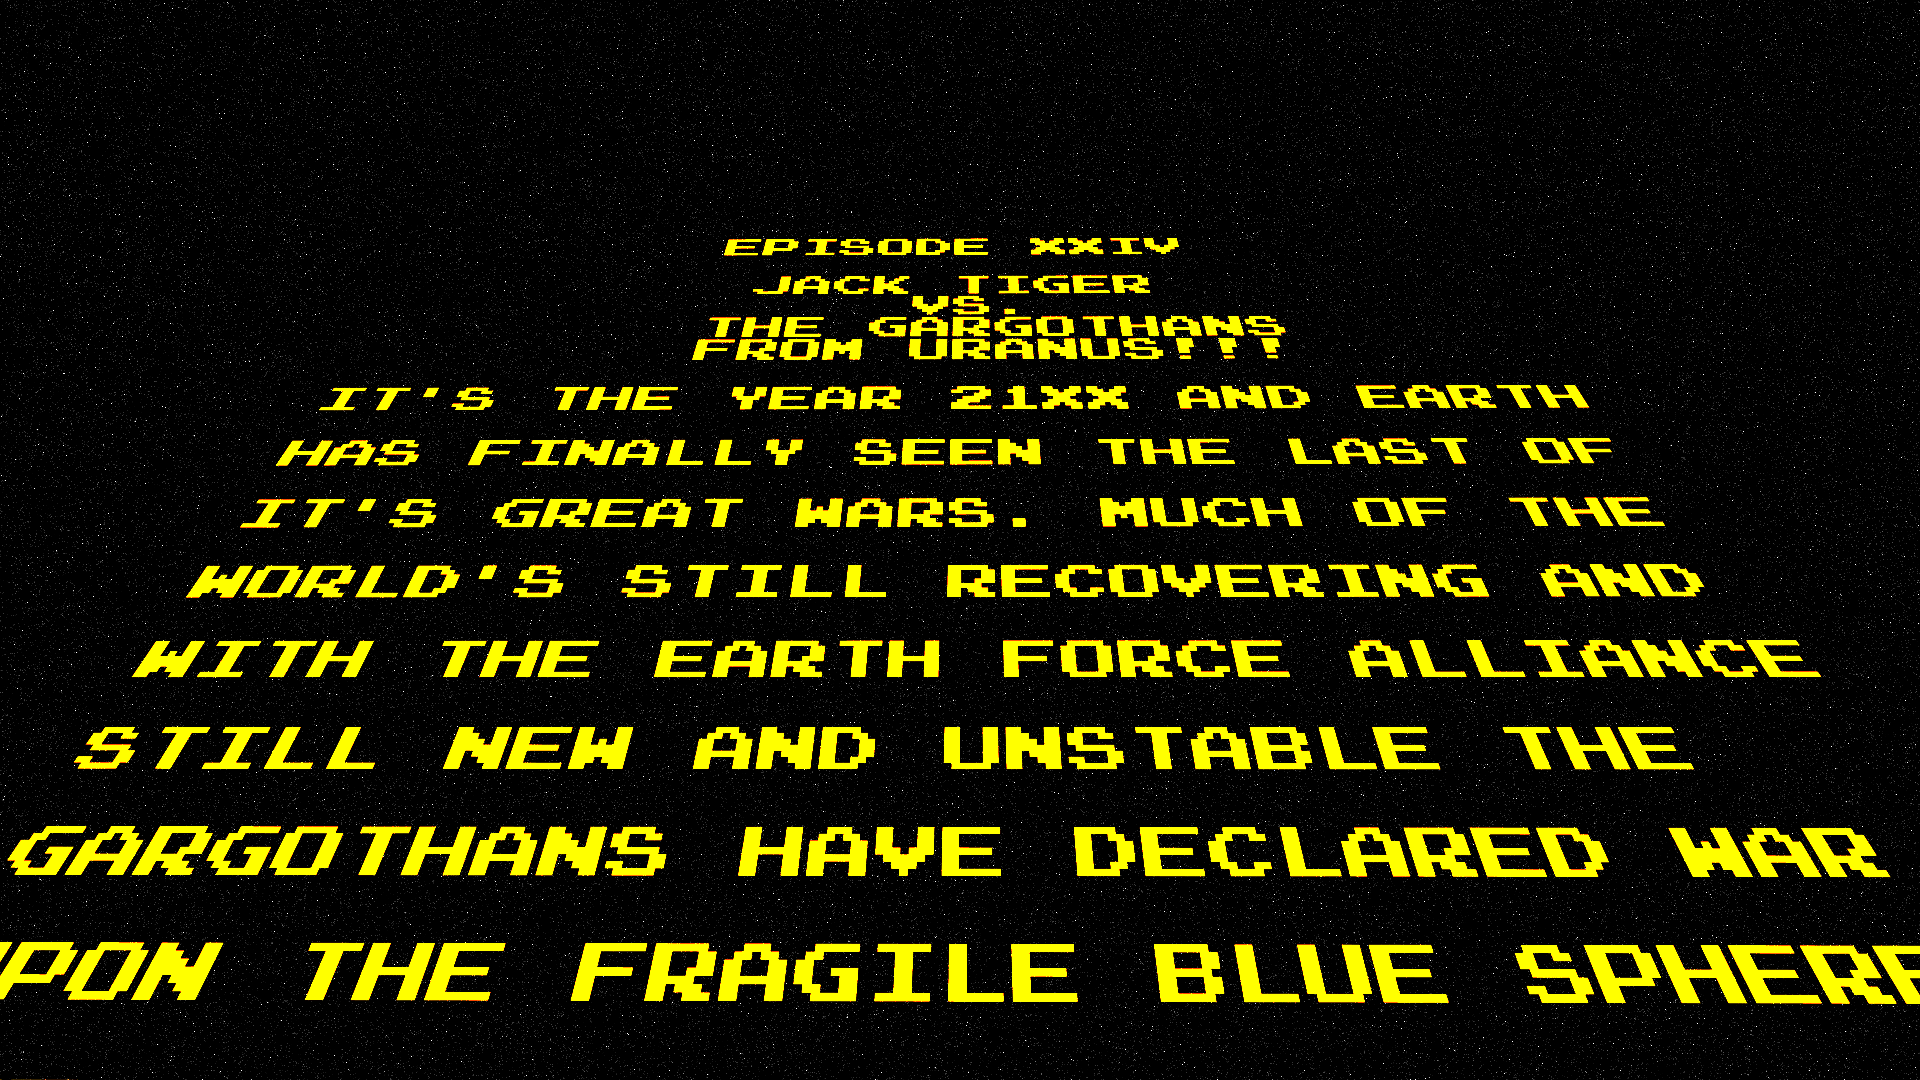 EPISODE XXIV
JACK TIGER
VS.
THE GARGOTHANS
FROM URANUS!!!
IT'S THE YEAR 21XX AND EARTH
HAS FINALLY SEEN THE LAST OF
IT'S GREAT WARS. MUCH OF THE
WORLD'S STILL RECOVERING AND
WITH THE EARTH FORCE ALLIANCE
STILL NEW AND UNSTABLE THE
GARGOTHANS HAVE DECLARED WAR
UPON THE FRAGILE BLUE SPHERE